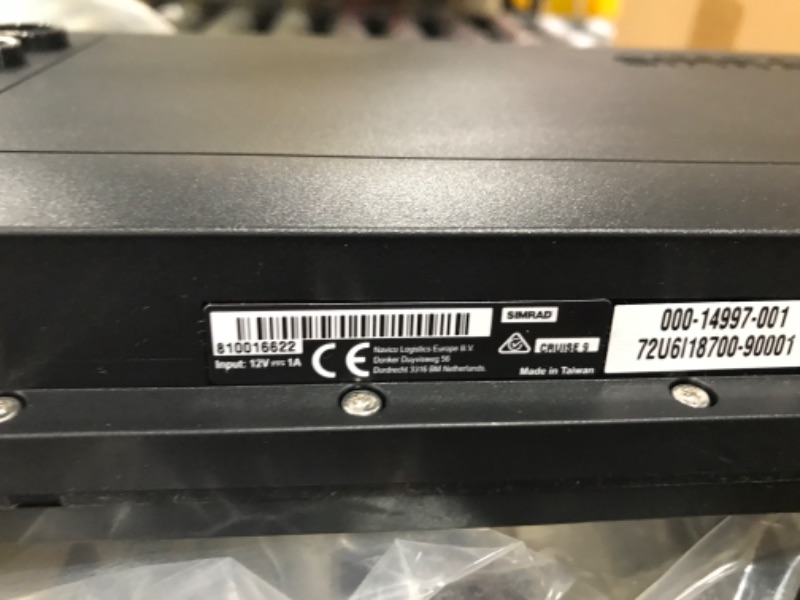 810016622
Input: 12V ⎓ 1A
CE
Navico Logistics Europe B.V.
Donker Duyvisweg 56
Dordrecht 3316 BM Netherlands.
SIMRAD
CRUISE 9
Made in Taiwan
000-14997-001
72U6I18700-90001